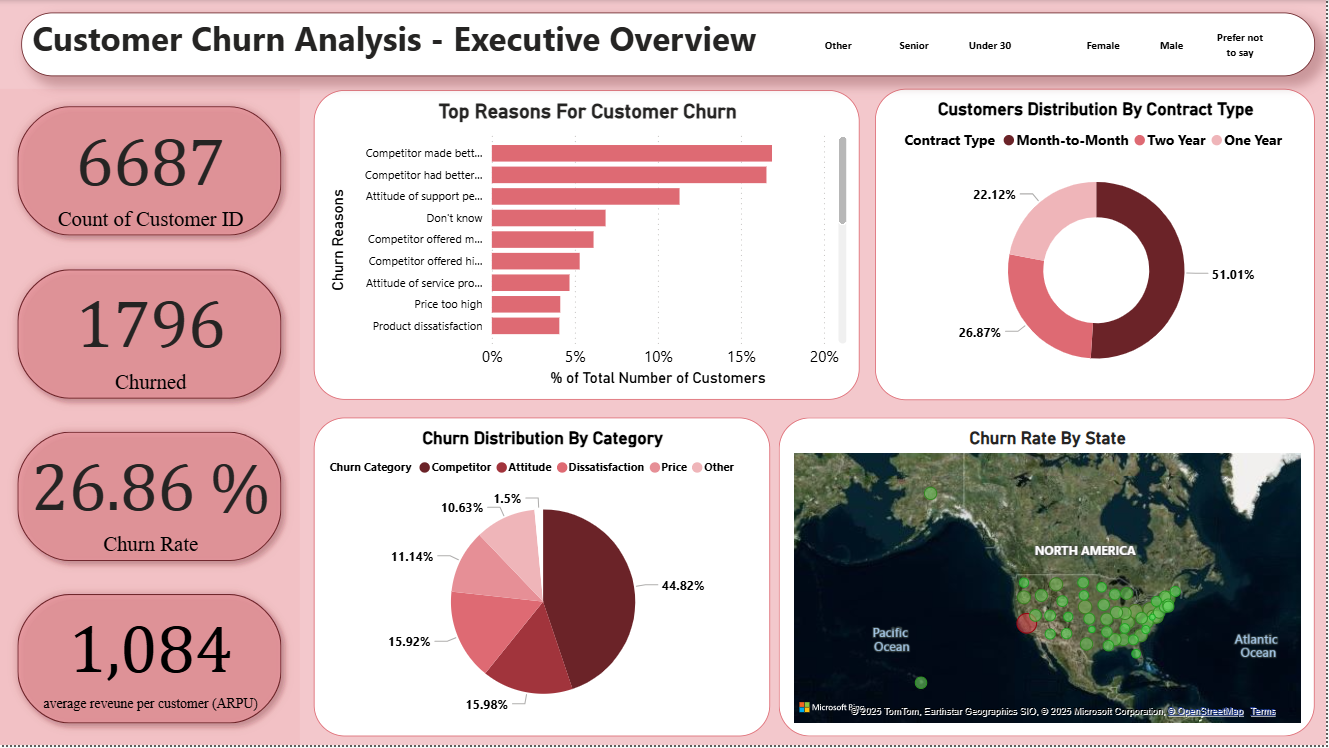 Customer Churn Analysis - Executive Overview
Other
Senior
Under 30
Female
Male
Prefer not
to say
6687
Count of Customer ID
1796
Churned
26.86 %
Churn Rate
1,084
average reveune per customer (ARPU)
Top Reasons For Customer Churn
Churn Reasons
Competitor made bett...
Competitor had better...
Attitude of support pe...
Don't know
Competitor offered m...
Competitor offered hi...
Attitude of service pro...
Price too high
Product dissatisfaction
0% 5% 10% 15% 20%
% of Total Number of Customers
Customers Distribution By Contract Type
Contract Type Month-to-Month Two Year One Year
22.12%
51.01%
26.87%
Churn Distribution By Category
Churn Category Competitor Attitude Dissatisfaction Price Other
1.5%
10.63%
11.14%
44.82%
15.92%
15.98%
Churn Rate By State
NORTH AMERICA
Pacific
Ocean
Atlantic
Ocean
Microsoft Bing
© 2025 TomTom, Earthstar Geographics SIO, © 2025 Microsoft Corporation, © OpenStreetMap Terms